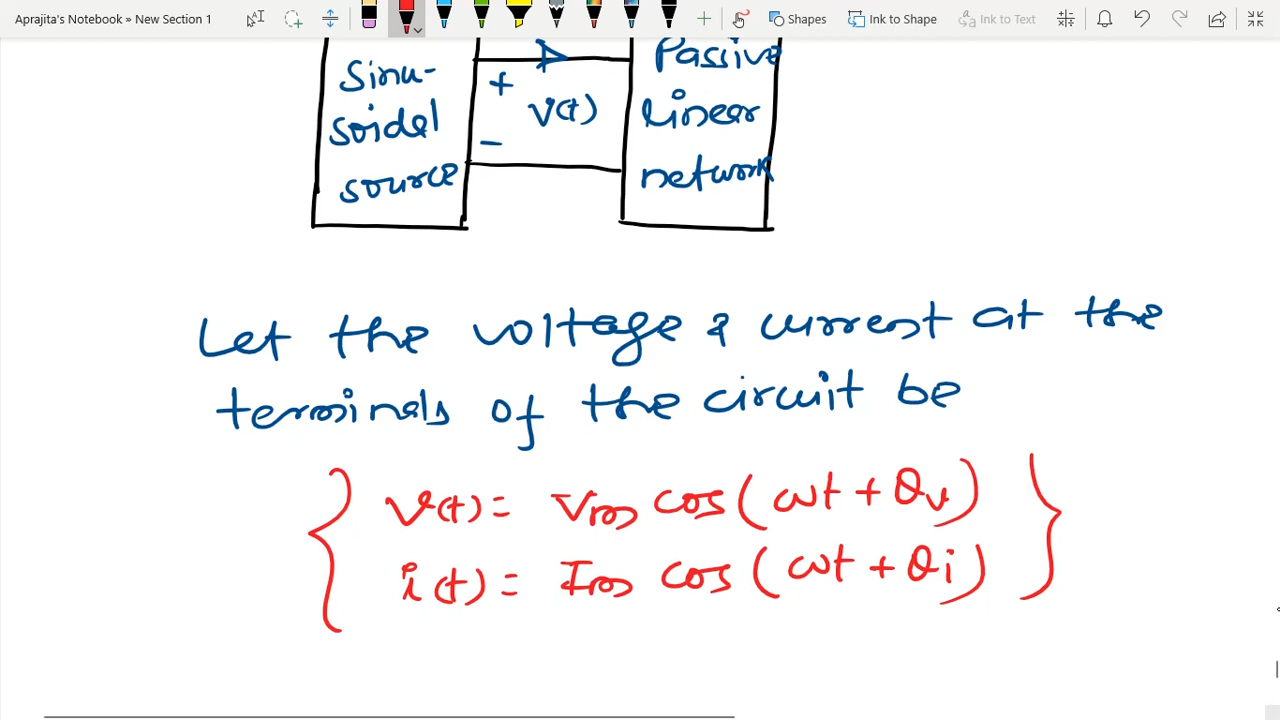 Aprajita's Notebook » New Section 1
Shapes
Ink to Shape
Ink to Text
Sinu-
soidal
source
+
v(t)
-
Passive
Linear
network
Let the voltage & current at the
terminals of the circuit be
v(t) = Vm cos(ωt + θv)
i(t) = Im cos(ωt + θi)